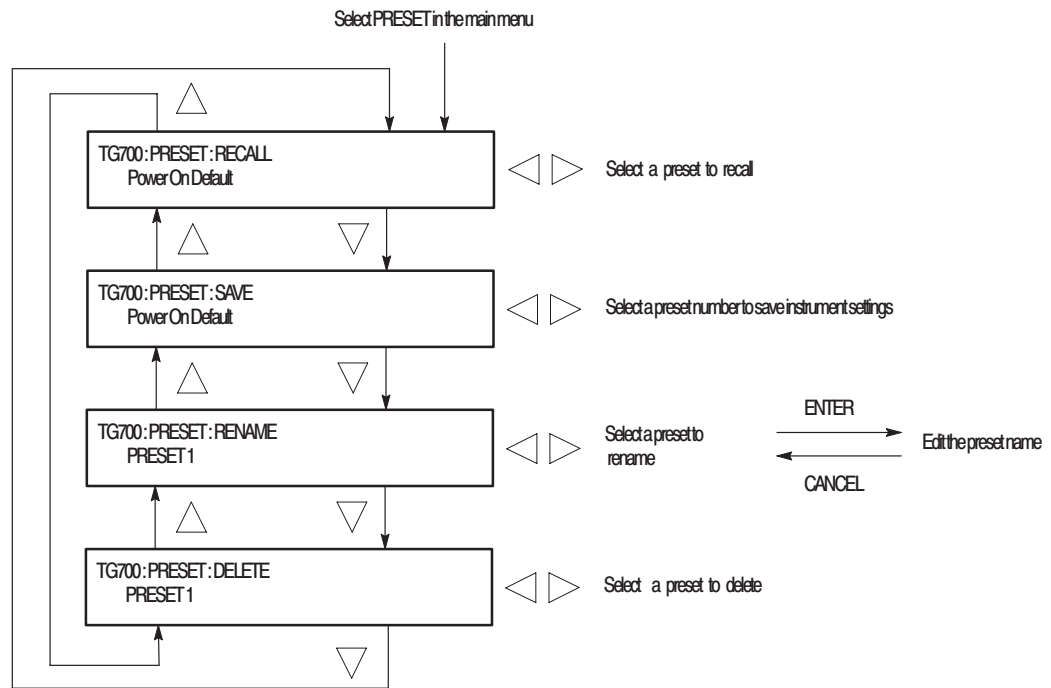 Select PRESET in the main menu
TG700 : PRESET : RECALL
Power On Default
Select a preset to recall
TG700 : PRESET : SAVE
Power On Default
Select a preset number to save instrument settings
TG700 : PRESET : RENAME
PRESET 1
Select a preset to
rename
ENTER
CANCEL
Edit the preset name
TG700 : PRESET : DELETE
PRESET 1
Select a preset to delete